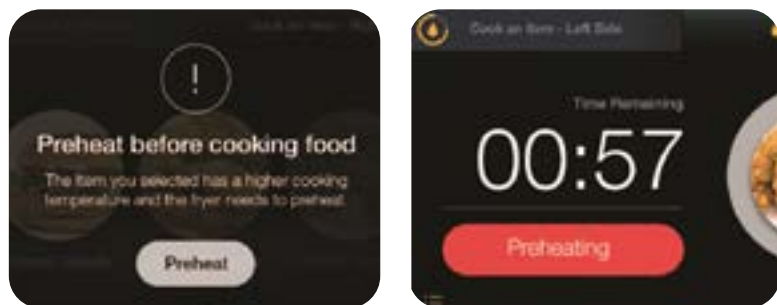 !
Preheat before cooking food
The item you selected has a higher cooking
temperature and the fryer needs to preheat.
Preheat
Cook an Item - Left Side
Time Remaining
00:57
Preheating